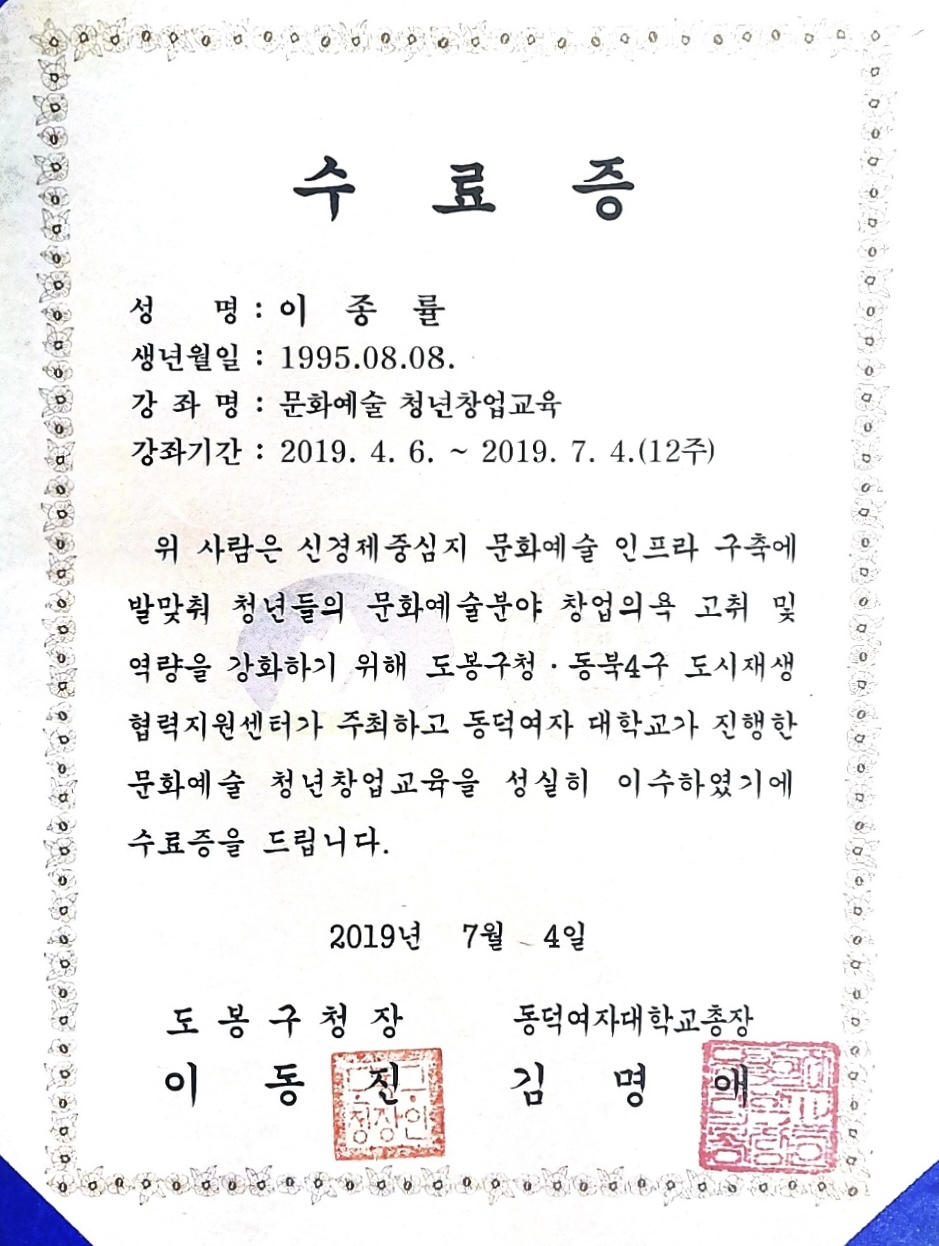 수 료 증
성 명 : 이 종 률
생년월일 : 1995.08.08.
강 좌 명 : 문화예술 청년창업교육
강좌기간 : 2019. 4. 6. ~ 2019. 7. 4.(12주)
위 사람은 신경제중심지 문화예술 인프라 구축에
발맞춰 청년들의 문화예술분야 창업의욕 고취 및
역량을 강화하기 위해 도봉구청·동북4구 도시재생
협력지원센터가 주최하고 동덕여자 대학교가 진행한
문화예술 청년창업교육을 성실히 이수하였기에
수료증을 드립니다.
2019년 7월 4일
도 봉 구 청 장 동덕여자대학교총장
이 동 진 김 명 애
청장인